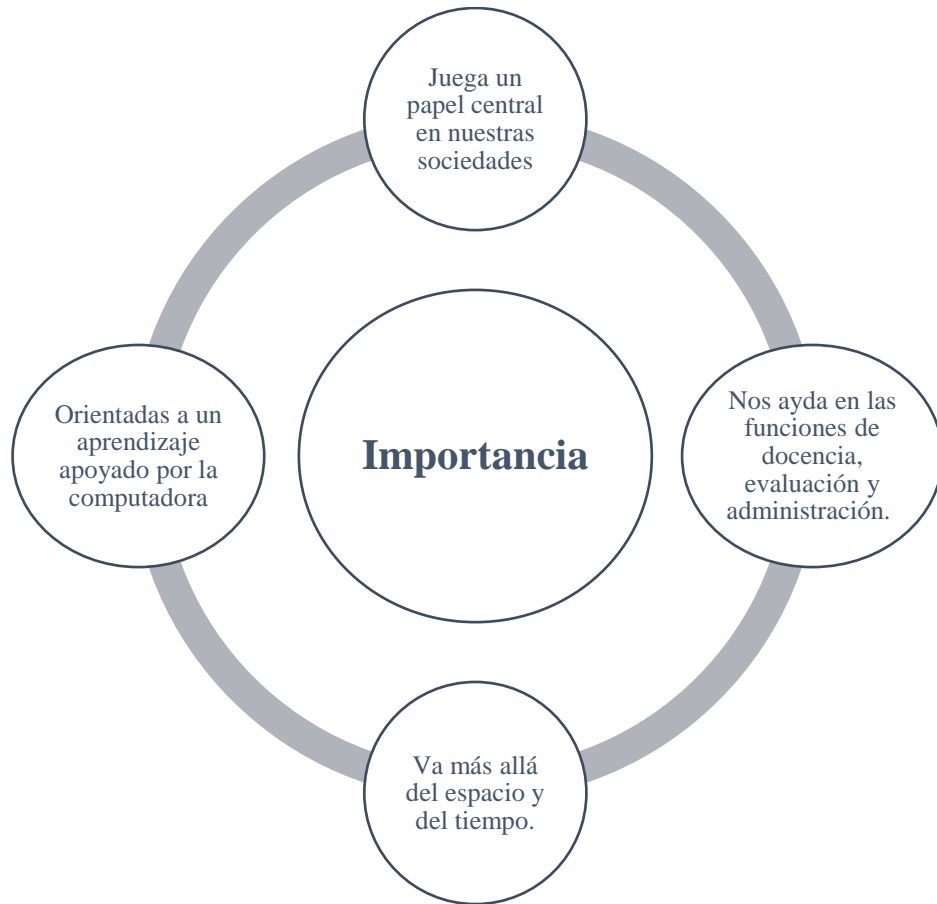 Juega un
papel central
en nuestras
sociedades
Orientadas a un
aprendizaje
apoyado por la
computadora
Importancia
Nos ayda en las
funciones de
docencia,
evaluación y
administración.
Va más allá
del espacio y
del tiempo.